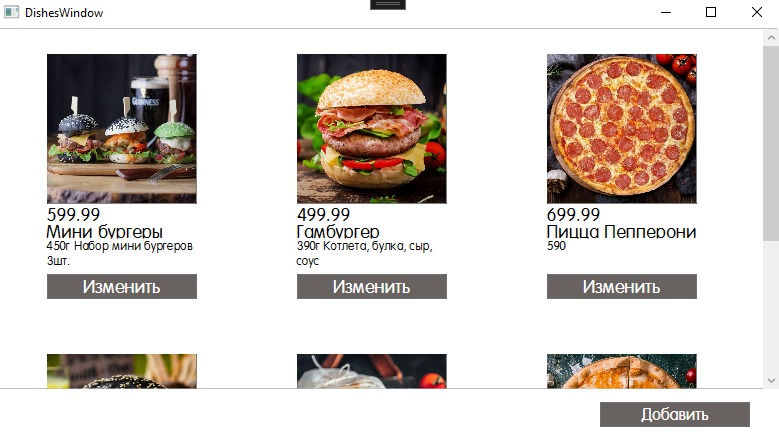 DishesWindow
GUINNESS
599.99
Мини бургеры
450г Набор мини бургеров
3шт.
Изменить
499.99
Гамбургер
390г Котлета, булка, сыр,
соус
Изменить
699.99
Пицца Пепперони
590
Изменить
Добавить